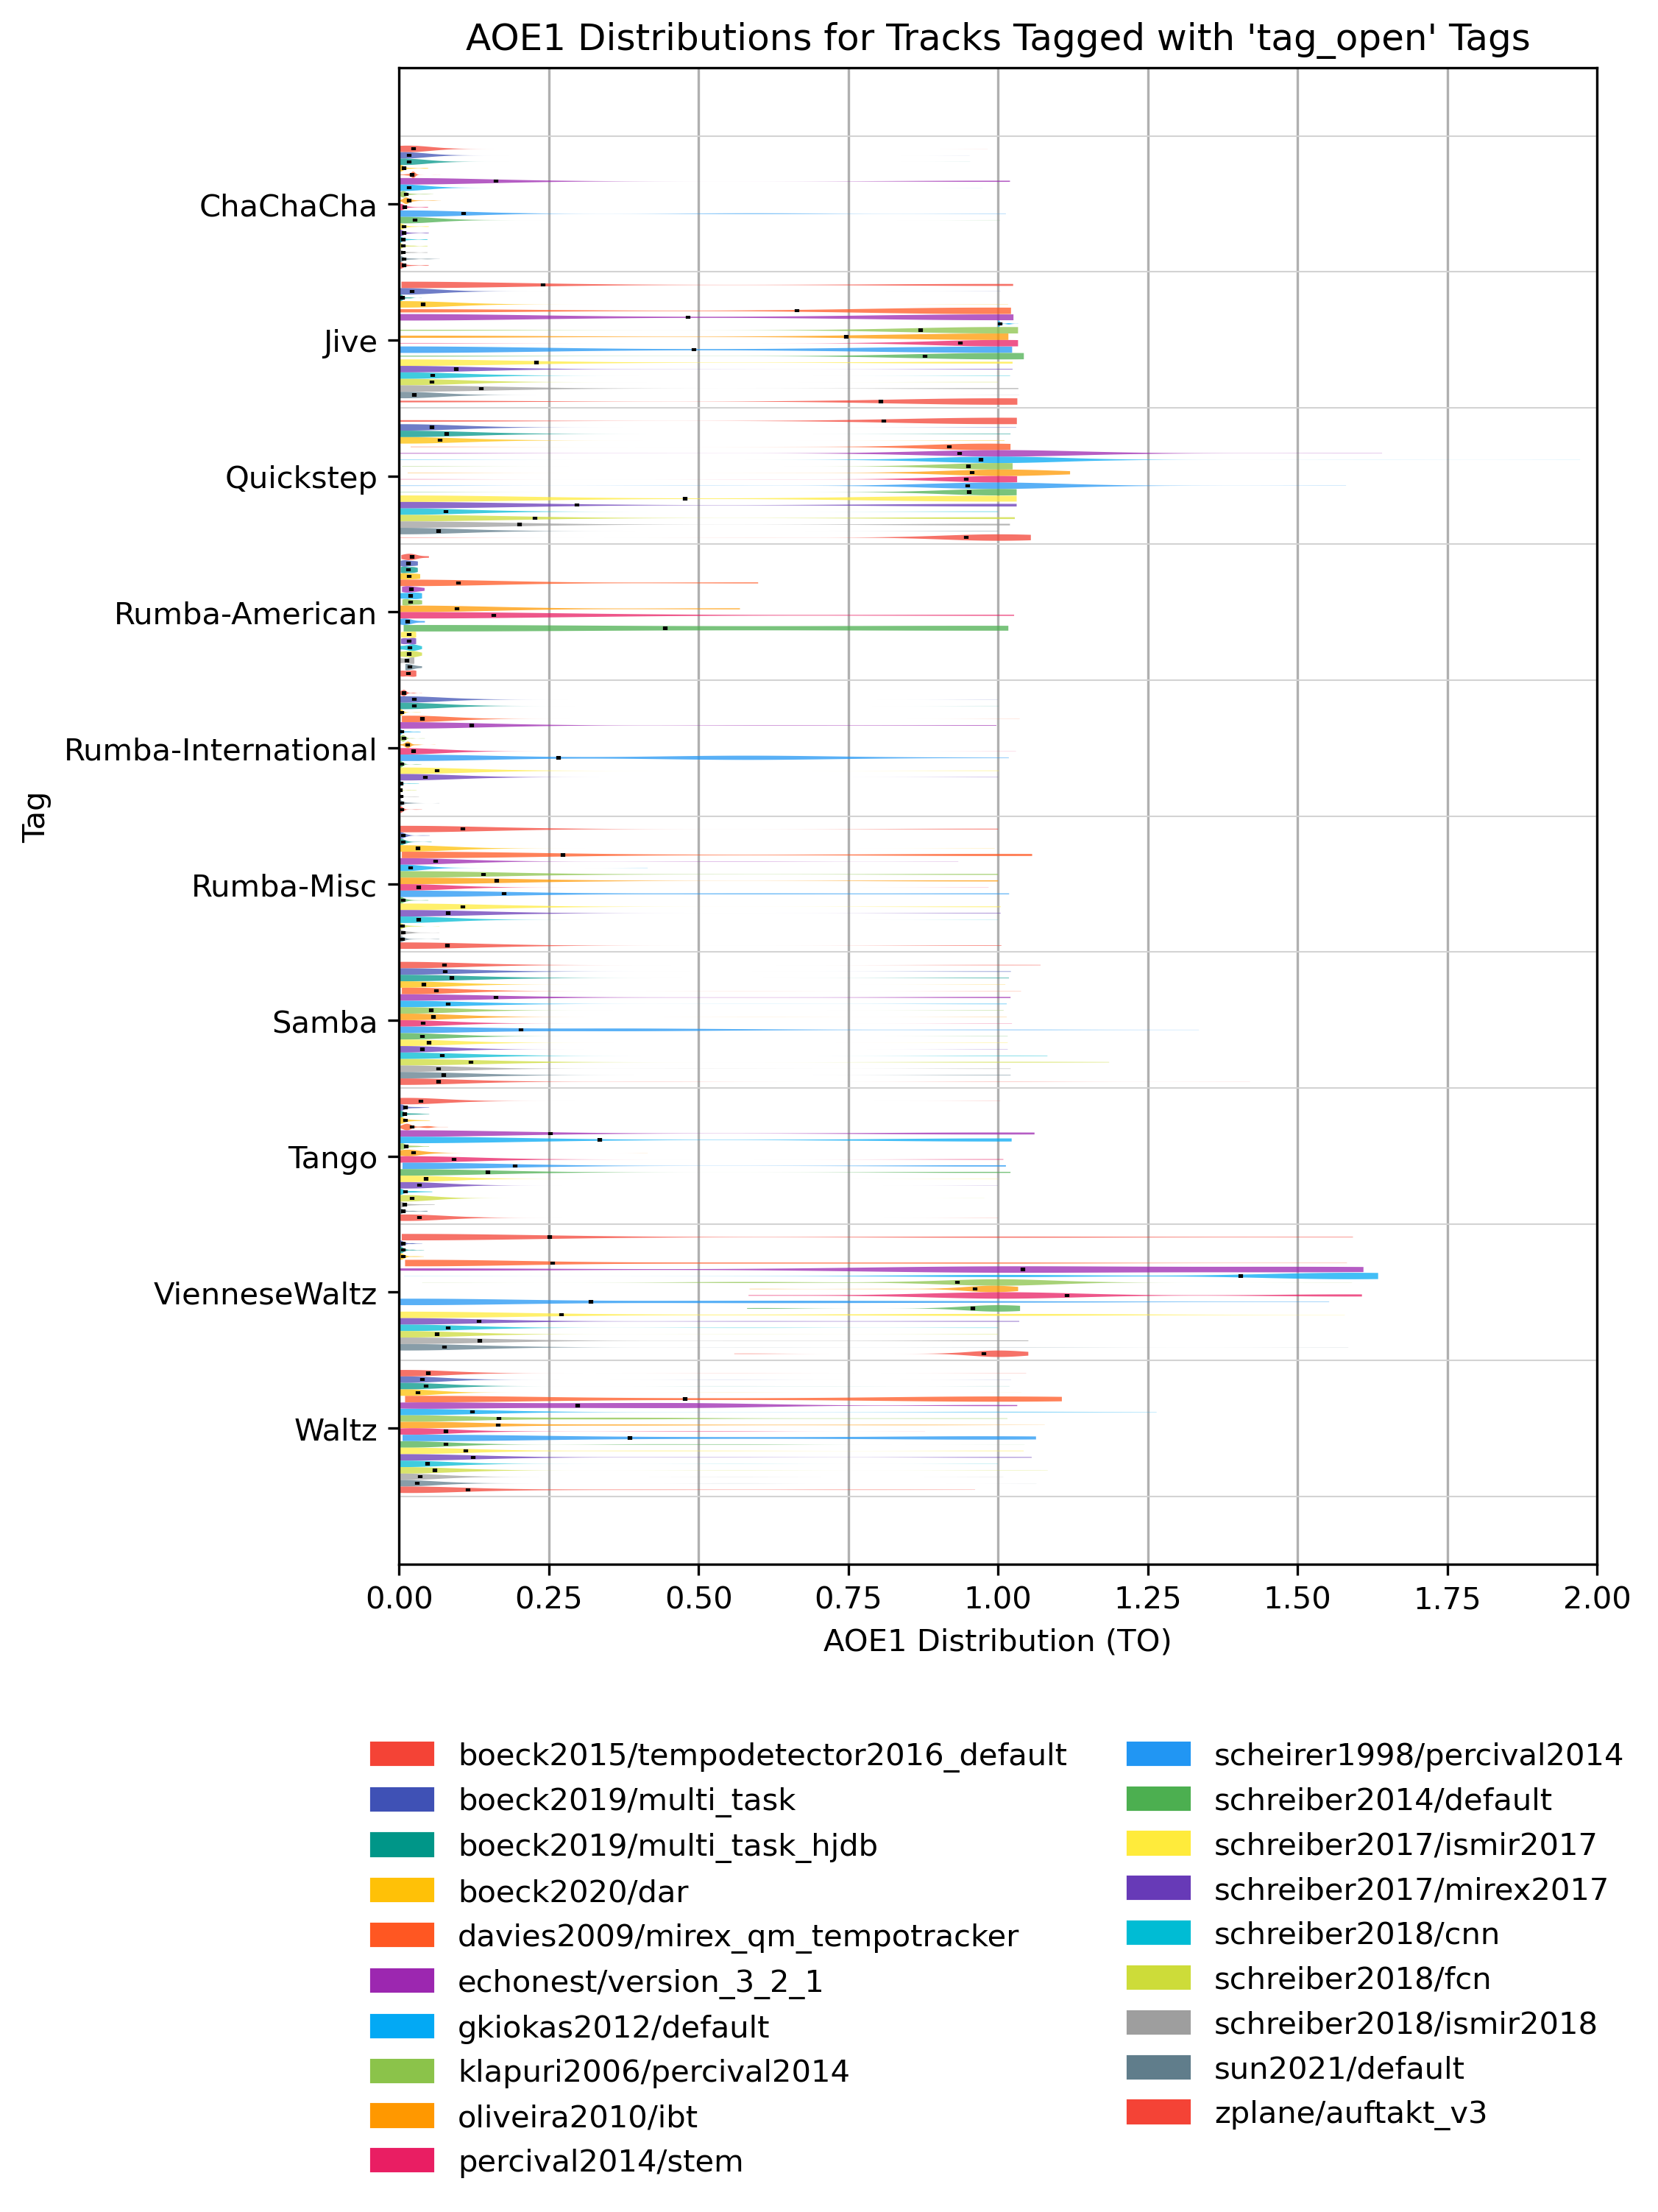 AOE1 Distributions for Tracks Tagged with 'tag_open' Tags
Tag
ChaChaCha
Jive
Quickstep
Rumba-American
Rumba-International
Rumba-Misc
Samba
Tango
VienneseWaltz
Waltz
0.00 0.25 0.50 0.75 1.00 1.25 1.50 1.75 2.00
AOE1 Distribution (TO)
boeck2015/tempodetector2016_default
boeck2019/multi_task
boeck2019/multi_task_hjdb
boeck2020/dar
davies2009/mirex_qm_tempotracker
echonest/version_3_2_1
gkiokas2012/default
klapuri2006/percival2014
oliveira2010/ibt
percival2014/stem
scheirer1998/percival2014
schreiber2014/default
schreiber2017/ismir2017
schreiber2017/mirex2017
schreiber2018/cnn
schreiber2018/fcn
schreiber2018/ismir2018
sun2021/default
zplane/auftakt_v3